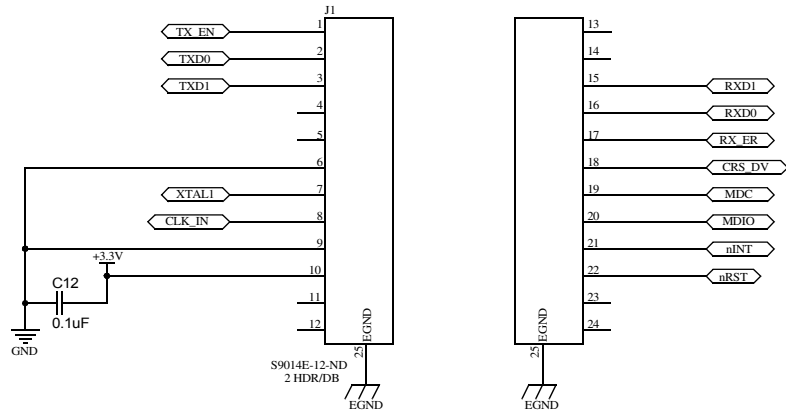 J1
TX_EN 1
TXD0 2
TXD1 3
4
5
6
XTAL1 7
CLK_IN 8
9
+3.3V
10
C12
0.1uF
11
12
GND
EGND
25
S9014E-12-ND
2 HDR/DB
EGND
13
14
15 RXD1
16 RXD0
17 RX_ER
18 CRS_DV
19 MDC
20 MDIO
21 nINT
22 nRST
23
24
EGND
25
EGND